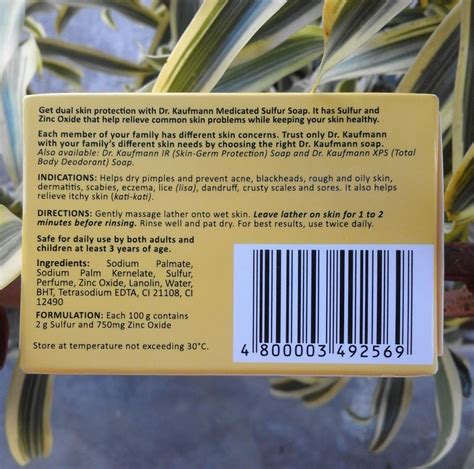 Get dual skin protection with Dr. Kaufmann Medicated Sulfur Soap. It has Sulfur and
Zinc Oxide that help relieve common skin problems while keeping your skin healthy.
Each member of your family has different skin concerns. Trust only Dr. Kaufmann
with your family's different skin needs by choosing the right Dr. Kaufmann soap.
Also available: Dr. Kaufmann IR (Skin-Germ Protection) Soap and Dr. Kaufmann XPS (Total
Body Deodorant) Soap.
INDICATIONS: Helps dry pimples and prevent acne, blackheads, rough and oily skin,
dermatitis, scabies, eczema, lice (lisa), dandruff, crusty scales and sores. It also helps
relieve itchy skin (kati-kati).
DIRECTIONS: Gently massage lather onto wet skin. Leave lather on skin for 1 to 2
minutes before rinsing. Rinse well and pat dry. For best results, use twice daily.
Safe for daily use by both adults and
children at least 3 years of age.
Ingredients: Sodium Palmate,
Sodium Palm Kernelate, Sulfur,
Perfume, Zinc Oxide, Lanolin, Water,
BHT, Tetrasodium EDTA, CI 21108, CI
12490
FORMULATION: Each 100 g contains
2 g Sulfur and 750mg Zinc Oxide
Store at temperature not exceeding 30°C.
4 800003 492569